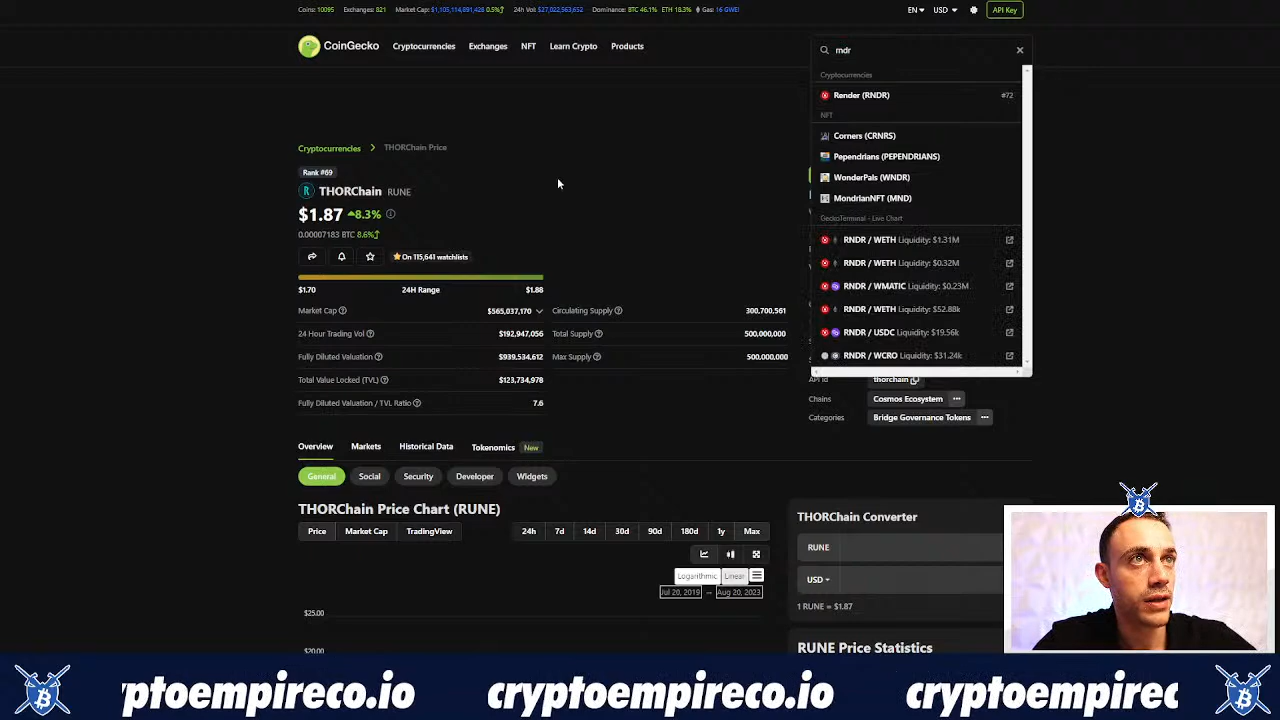 Coins: 10095 Exchanges: 821 Market Cap: $1,105,114,891,428 0.5% 24h Vol: $27,022,563,652 Dominance: BTC 46.1% ETH 18.3% Gas: 16 GWEI
EN USD API Key
CoinGecko Cryptocurrencies Exchanges NFT Learn Crypto Products
rndr
Cryptocurrencies
Render (RNDR) #72
NFT
Corners (CRNRS)
Pependrians (PEPENDRIANS)
WonderPals (WNDR)
MondrianNFT (MND)
GeckoTerminal - Live Chart
RNDR / WETH Liquidity: $1.31M
RNDR / WETH Liquidity: $0.32M
RNDR / WMATIC Liquidity: $0.23M
RNDR / WETH Liquidity: $52.88k
RNDR / USDC Liquidity: $19.56k
RNDR / WCRO Liquidity: $31.24k
Cryptocurrencies THORChain Price
Rank #69
THORChain RUNE
$1.87 8.3%
0.00007183 BTC 8.6%
On 115,641 watchlists
$1.70 24H Range $1.88
Market Cap $565,037,170 Circulating Supply 300,700,561
24 Hour Trading Vol $192,947,056 Total Supply 500,000,000
Fully Diluted Valuation $939,534,612 Max Supply 500,000,000
Total Value Locked (TVL) $123,734,978
Fully Diluted Valuation / TVL Ratio 7.6
API id thorchain
Chains Cosmos Ecosystem
Categories Bridge Governance Tokens
Overview Markets Historical Data Tokenomics New
General Social Security Developer Widgets
THORChain Price Chart (RUNE)
Price Market Cap TradingView 24h 7d 14d 30d 90d 180d 1y Max
Logarithmic Linear
Jul 20, 2019 → Aug 20, 2023
$25.00
$20.00
THORChain Converter
RUNE
USD
1 RUNE = $1.87
RUNE Price Statistics
ptoempireco.io cryptoempireco.io cryptoempirec